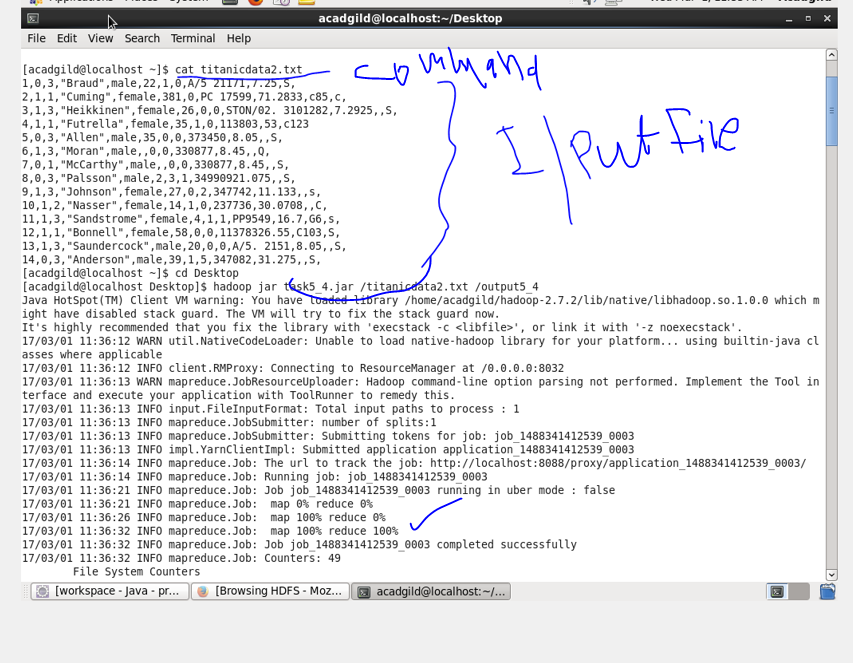 acadgild@localhost:~/Desktop
File Edit View Search Terminal Help
[acadgild@localhost ~]$ cat titanicdata2.txt
command
1,0,3,"Braud",male,22,1,0,A/5 21171,7.25,S,
2,1,1,"Cuming",female,381,0,PC 17599,71.2833,c85,c,
3,1,3,"Heikkinen",female,26,0,0,STON/02. 3101282,7.2925,,S,
4,1,1,"Futrella",female,35,1,0,113803,53,c123
5,0,3,"Allen",male,35,0,0,373450,8.05,,S,
I/Put File
6,1,3,"Moran",male,,0,0,330877,8.45,,Q,
7,0,1,"McCarthy",male,,0,0,330877,8.45,,S,
8,0,3,"Palsson",male,2,3,1,34990921.075,,S,
9,1,3,"Johnson",female,27,0,2,347742,11.133,,s,
10,1,2,"Nasser",female,14,1,0,237736,30.0708,,C,
11,1,3,"Sandstrome",female,4,1,1,PP9549,16.7,G6,s,
12,1,1,"Bonnell",female,58,0,0,11378326.55,C103,S,
13,1,3,"Saundercock",male,20,0,0,A/5. 2151,8.05,,S,
14,0,3,"Anderson",male,39,1,5,347082,31.275,,S,
[acadgild@localhost ~]$ cd Desktop
[acadgild@localhost Desktop]$ hadoop jar task5_4.jar /titanicdata2.txt /output5_4
Java HotSpot(TM) Client VM warning: You have loaded library /home/acadgild/hadoop-2.7.2/lib/native/libhadoop.so.1.0.0 which m
ight have disabled stack guard. The VM will try to fix the stack guard now.
It's highly recommended that you fix the library with 'execstack -c <libfile>', or link it with '-z noexecstack'.
17/03/01 11:36:12 WARN util.NativeCodeLoader: Unable to load native-hadoop library for your platform... using builtin-java cl
asses where applicable
17/03/01 11:36:12 INFO client.RMProxy: Connecting to ResourceManager at /0.0.0.0:8032
17/03/01 11:36:13 WARN mapreduce.JobResourceUploader: Hadoop command-line option parsing not performed. Implement the Tool in
terface and execute your application with ToolRunner to remedy this.
17/03/01 11:36:13 INFO input.FileInputFormat: Total input paths to process : 1
17/03/01 11:36:13 INFO mapreduce.JobSubmitter: number of splits:1
17/03/01 11:36:13 INFO mapreduce.JobSubmitter: Submitting tokens for job: job_1488341412539_0003
17/03/01 11:36:13 INFO impl.YarnClientImpl: Submitted application application_1488341412539_0003
17/03/01 11:36:14 INFO mapreduce.Job: The url to track the job: http://localhost:8088/proxy/application_1488341412539_0003/
17/03/01 11:36:14 INFO mapreduce.Job: Running job: job_1488341412539_0003
17/03/01 11:36:21 INFO mapreduce.Job: Job job_1488341412539_0003 running in uber mode : false
17/03/01 11:36:21 INFO mapreduce.Job: map 0% reduce 0%
17/03/01 11:36:26 INFO mapreduce.Job: map 100% reduce 0%
17/03/01 11:36:32 INFO mapreduce.Job: map 100% reduce 100%
17/03/01 11:36:32 INFO mapreduce.Job: Job job_1488341412539_0003 completed successfully
17/03/01 11:36:32 INFO mapreduce.Job: Counters: 49
File System Counters
[workspace - Java - pr... [Browsing HDFS - Moz... acadgild@localhost:~/...